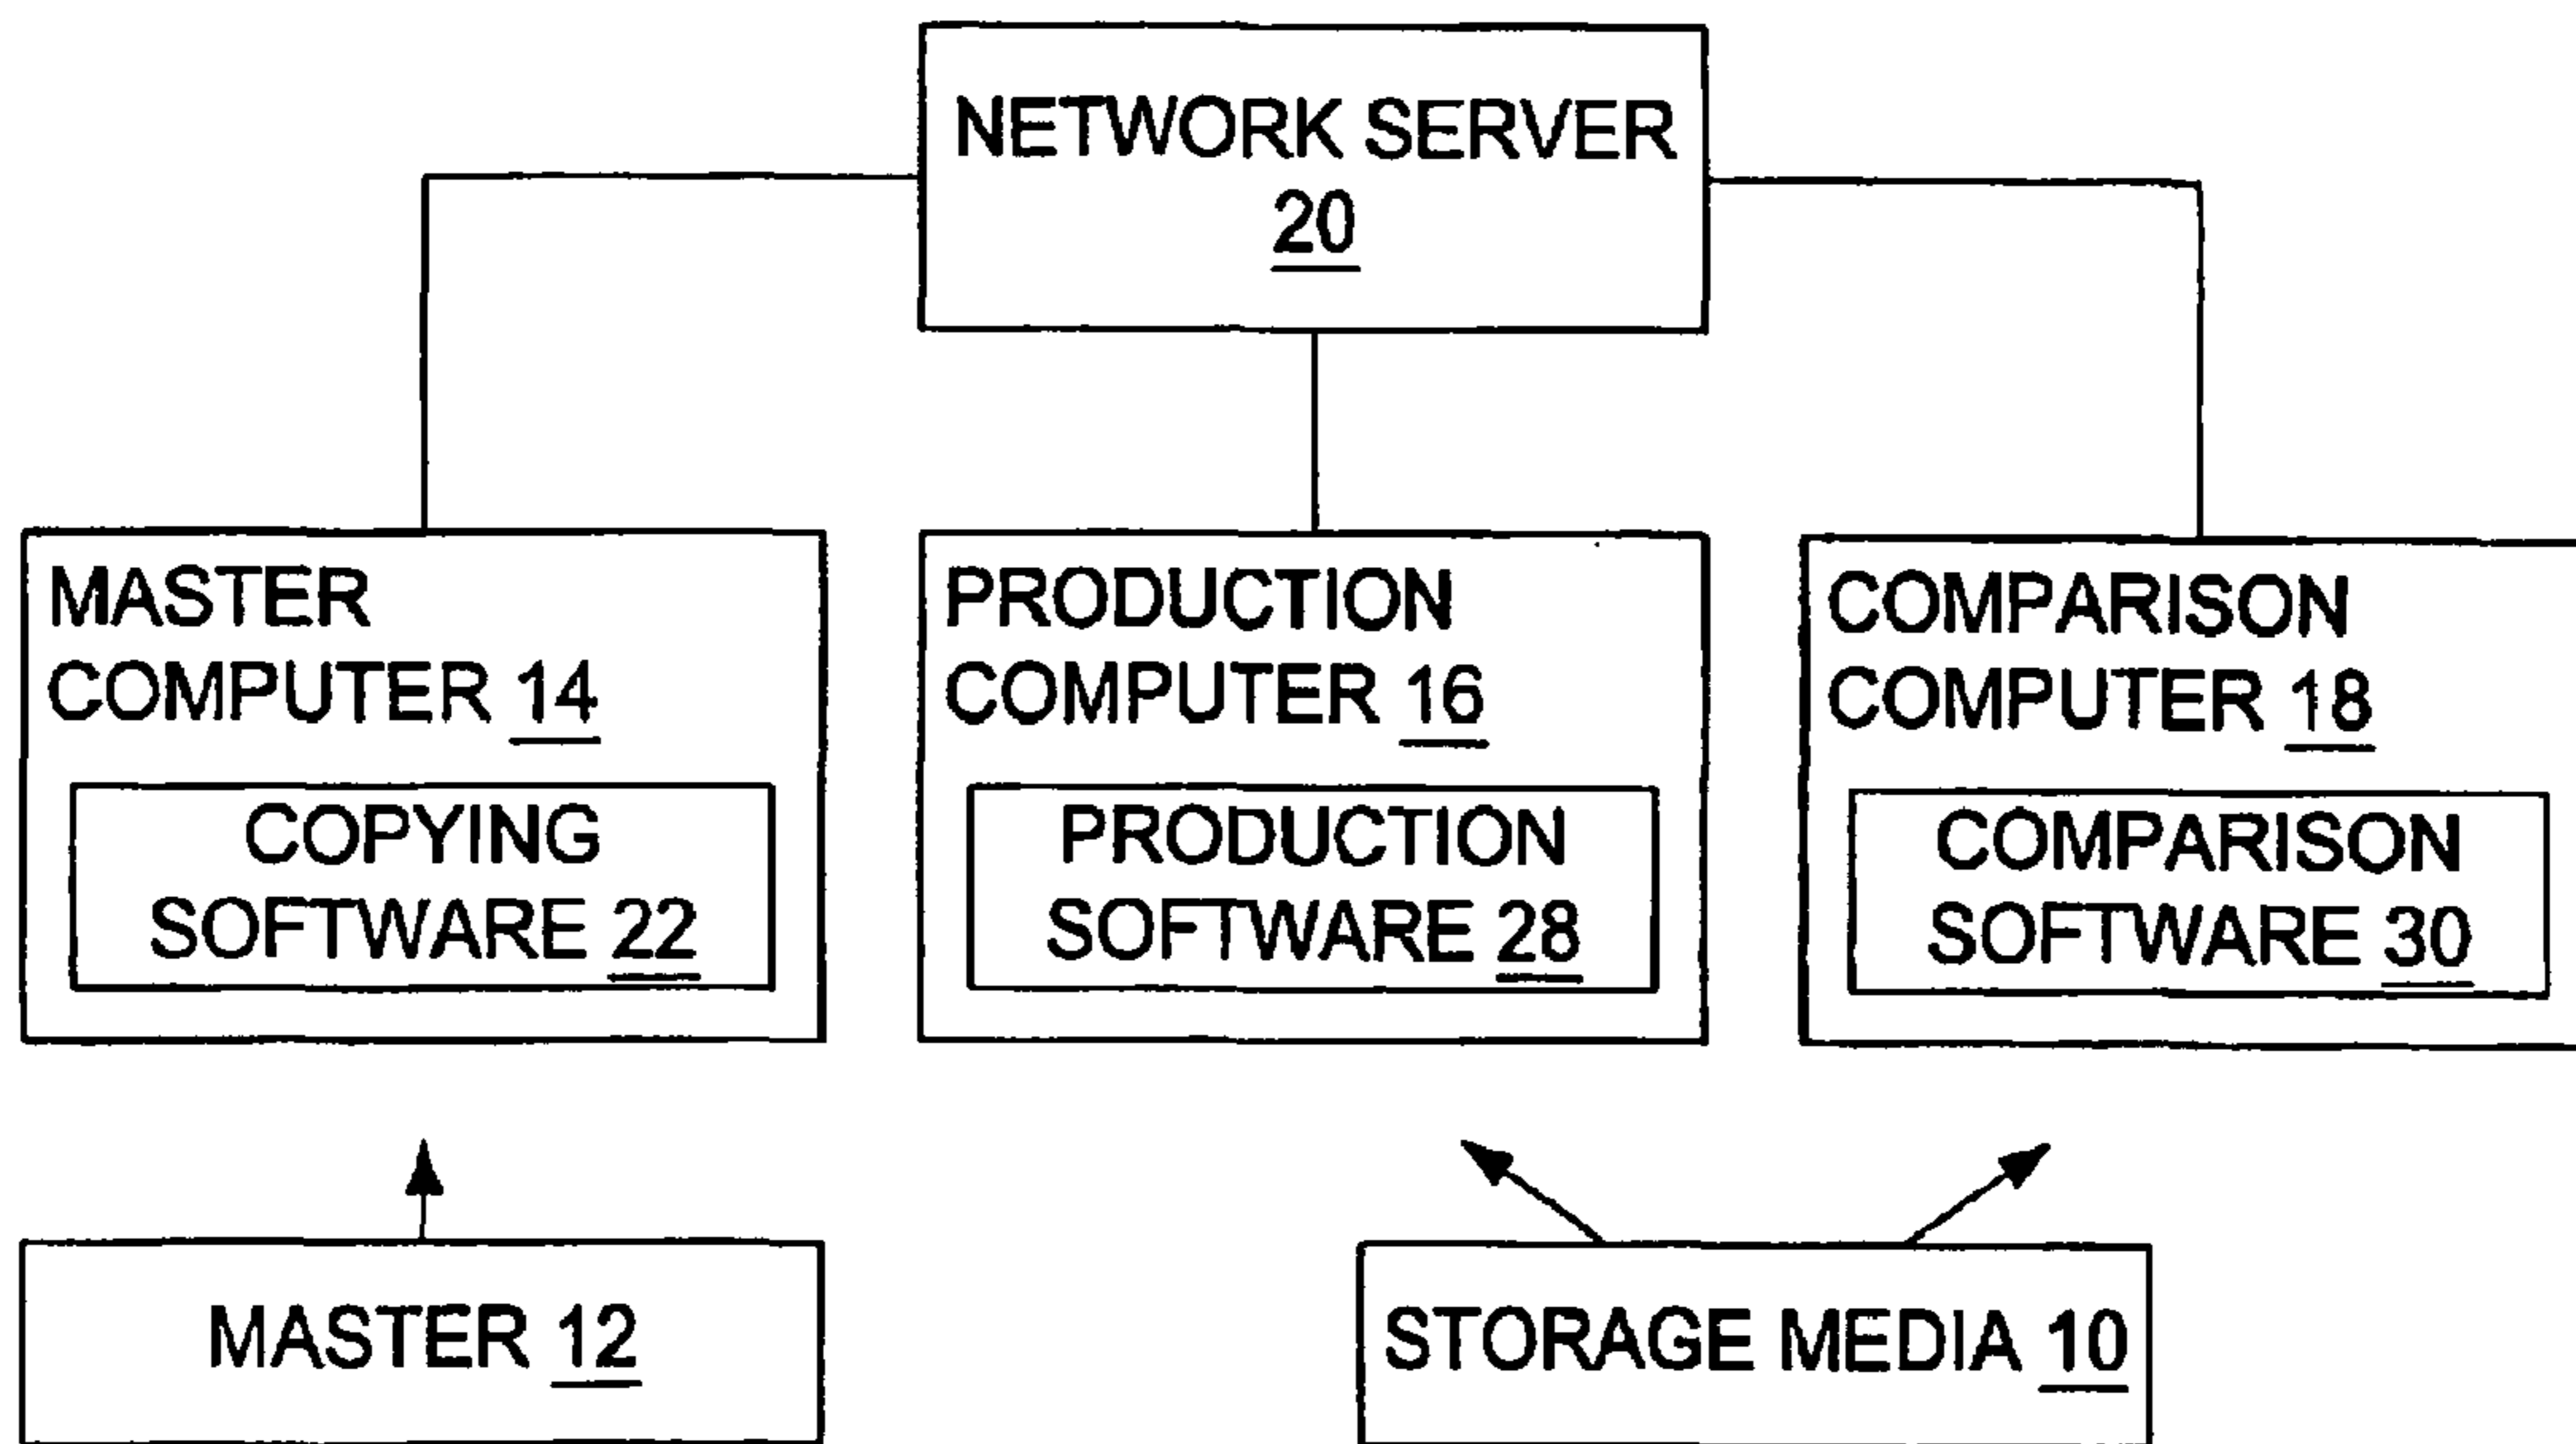 NETWORK SERVER
20
MASTER
COMPUTER 14
COPYING
SOFTWARE 22
PRODUCTION
COMPUTER 16
PRODUCTION
SOFTWARE 28
COMPARISON
COMPUTER 18
COMPARISON
SOFTWARE 30
MASTER 12
STORAGE MEDIA 10